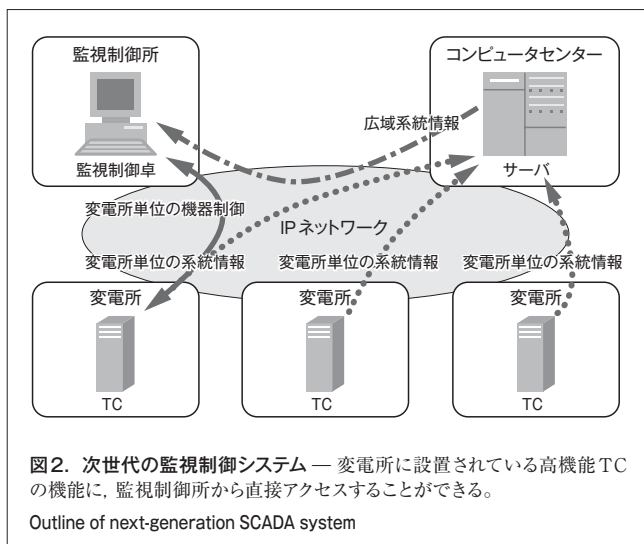 監視制御所
コンピュータセンター
広域系統情報
監視制御卓
サーバ
変電所単位の機器制御
IPネットワーク
変電所単位の系統情報
変電所単位の系統情報
変電所単位の系統情報
変電所
変電所
変電所
TC
TC
TC
図2. 次世代の監視制御システム — 変電所に設置されている高機能TC
の機能に，監視制御所から直接アクセスすることができる。
Outline of next-generation SCADA system